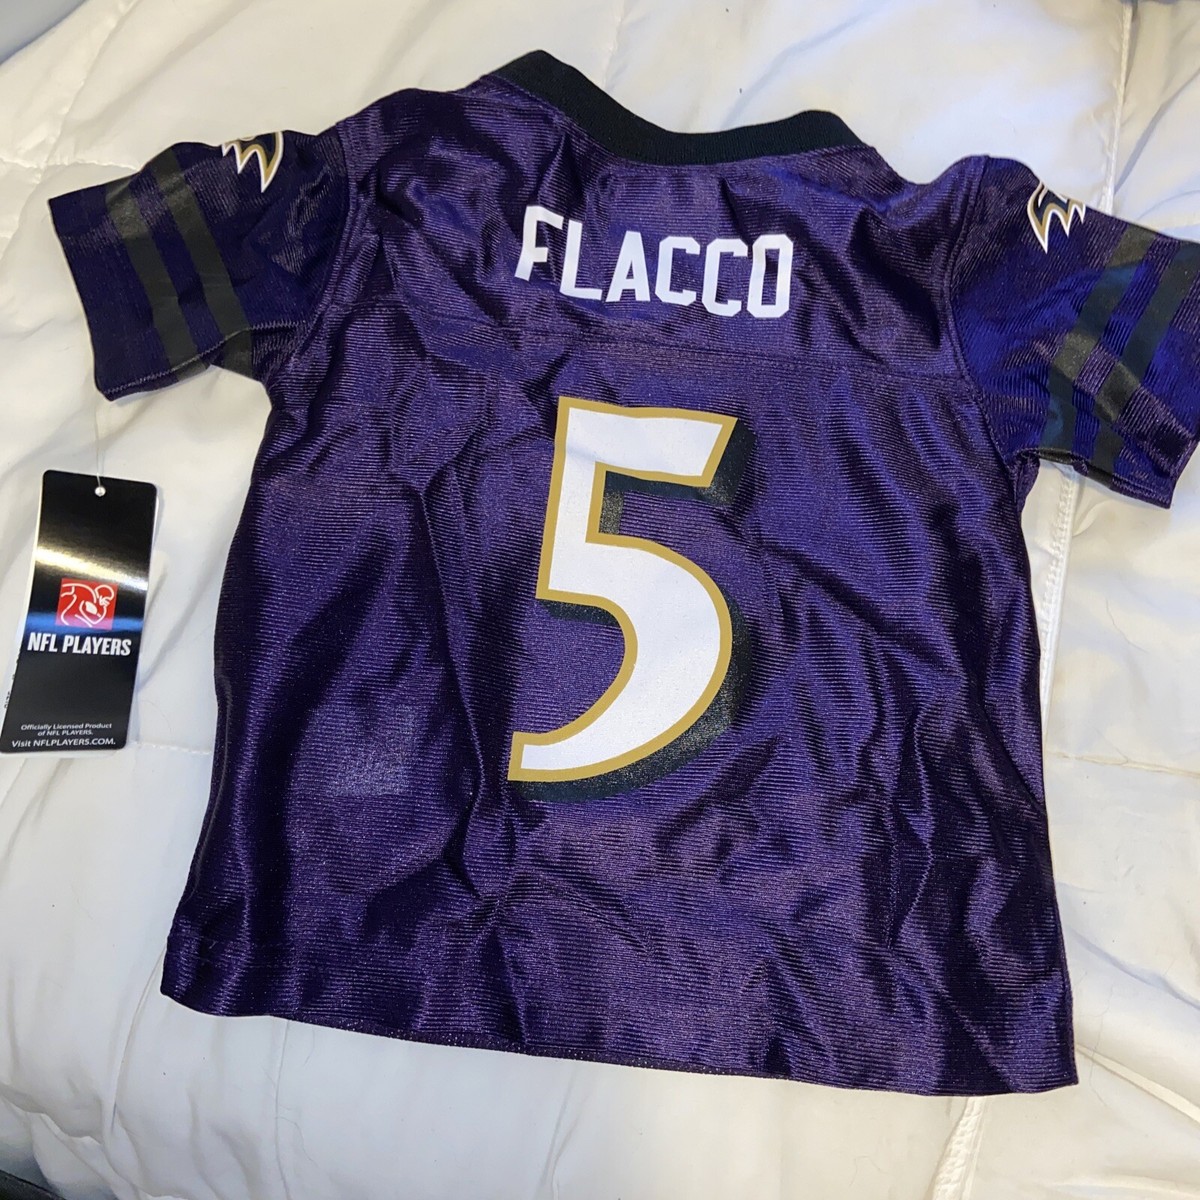 FLACCO
5
NFL PLAYERS
Officially Licensed Product
of NFL PLAYERS.
Visit NFLPLAYERS.COM.